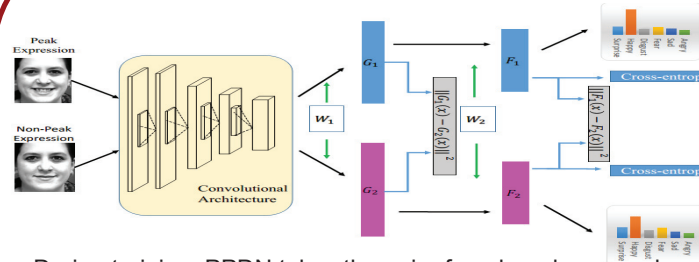 Peak
Expression
Non-Peak
Expression
Convolutional
Architecture
W₁
G₁
G₂
||G₁(x) − G₂(x)||²
W₂
F₁
F₂
||F₁(x) − F₂(x)||²
Surprise
Happy
Disgust
Fear
Sad
Angry
Cross-entrop
Cross-entrop
Surprise
Happy
Disgust
Fear
Sad
Angry